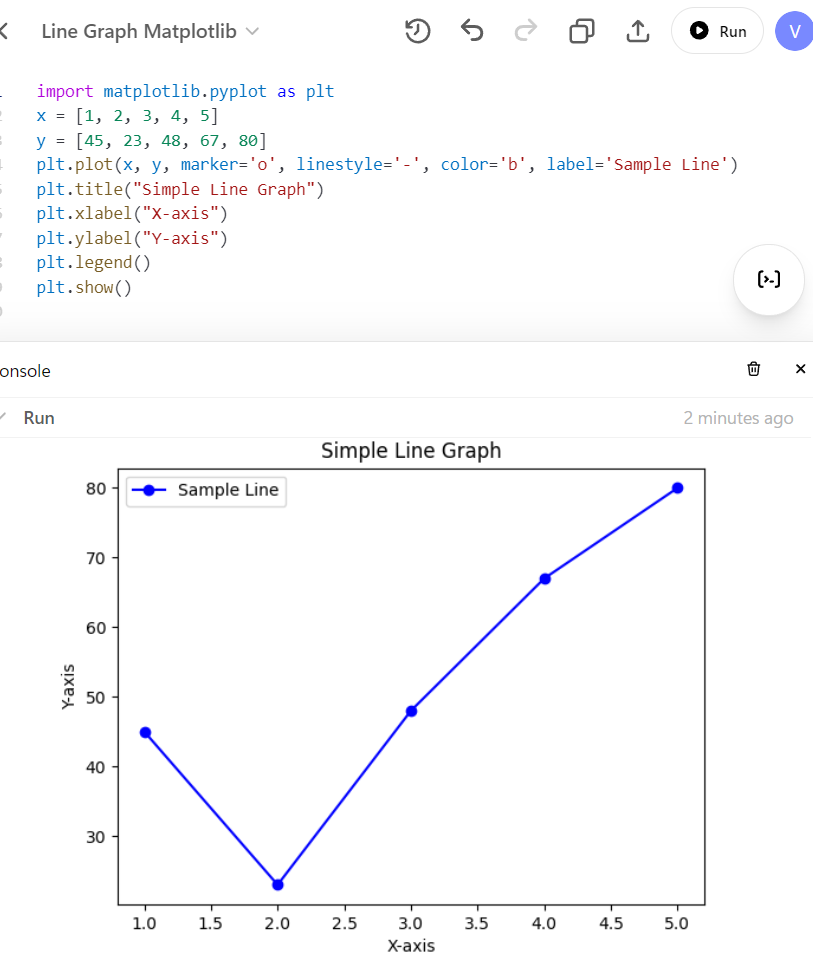 Line Graph Matplotlib
Run
V
import matplotlib.pyplot as plt
x = [1, 2, 3, 4, 5]
y = [45, 23, 48, 67, 80]
plt.plot(x, y, marker='o', linestyle='-', color='b', label='Sample Line')
plt.title("Simple Line Graph")
plt.xlabel("X-axis")
plt.ylabel("Y-axis")
plt.legend()
plt.show()
onsole
Run 2 minutes ago
Simple Line Graph
Sample Line
80
70
60
50
40
30
Y-axis
1.0 1.5 2.0 2.5 3.0 3.5 4.0 4.5 5.0
X-axis